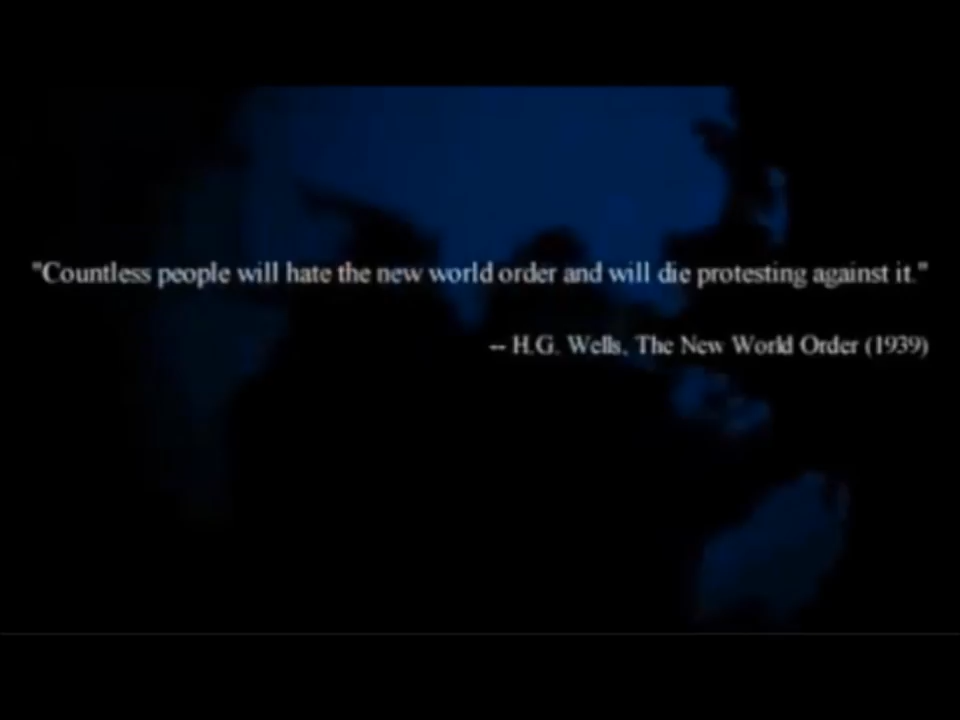 "Countless people will hate the new world order and will die protesting against it."
-- H.G. Wells, The New World Order (1939)